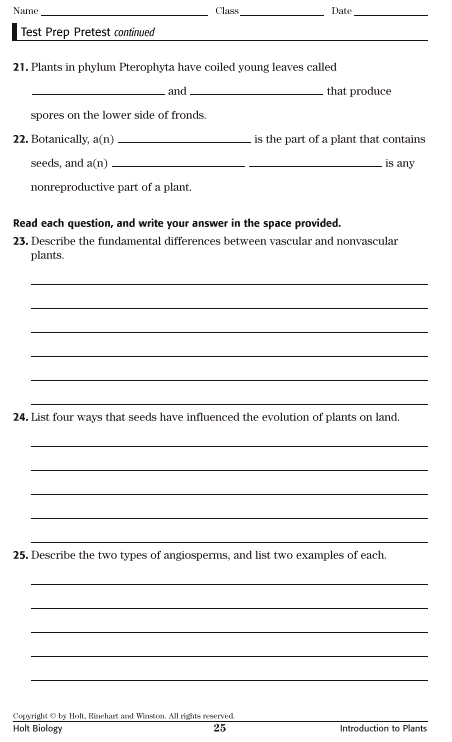 Name Class Date
Test Prep Pretest continued
21. Plants in phylum Pterophyta have coiled young leaves called
and that produce
spores on the lower side of fronds.
22. Botanically, a(n) is the part of a plant that contains
seeds, and a(n) is any
nonreproductive part of a plant.
Read each question, and write your answer in the space provided.
23. Describe the fundamental differences between vascular and nonvascular
plants.
24. List four ways that seeds have influenced the evolution of plants on land.
25. Describe the two types of angiosperms, and list two examples of each.
Copyright © by Holt, Rinehart and Winston. All rights reserved.
Holt Biology 25 Introduction to Plants